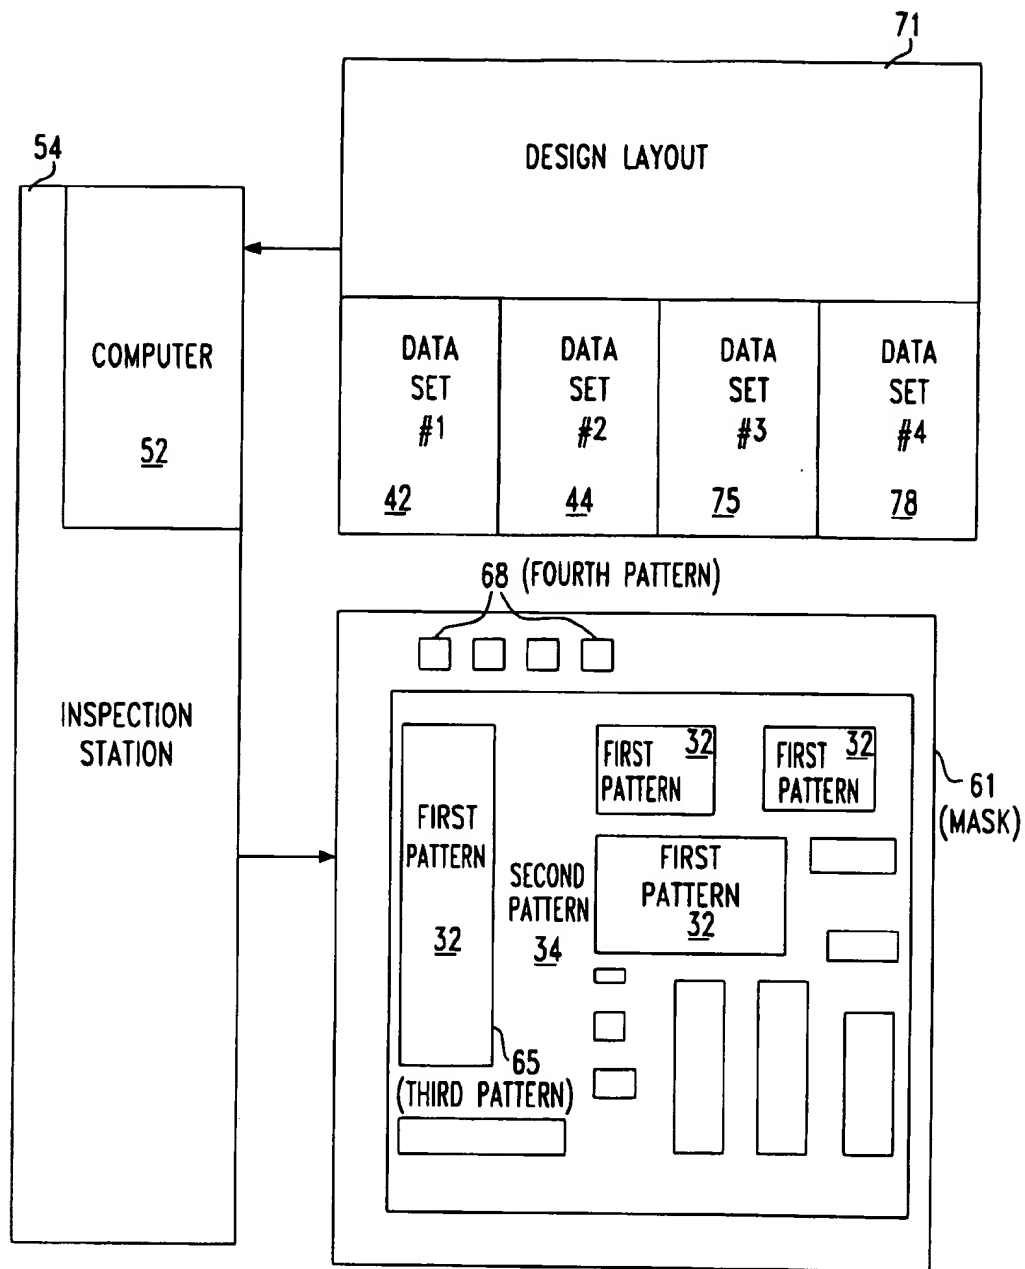 71
DESIGN LAYOUT
54
COMPUTER
52
DATA
SET
#1
42
DATA
SET
#2
44
DATA
SET
#3
75
DATA
SET
#4
78
68 (FOURTH PATTERN)
INSPECTION
STATION
FIRST
PATTERN
32
FIRST
PATTERN
32
FIRST
PATTERN
32
61
(MASK)
SECOND
PATTERN
34
FIRST
PATTERN
32
65
(THIRD PATTERN)